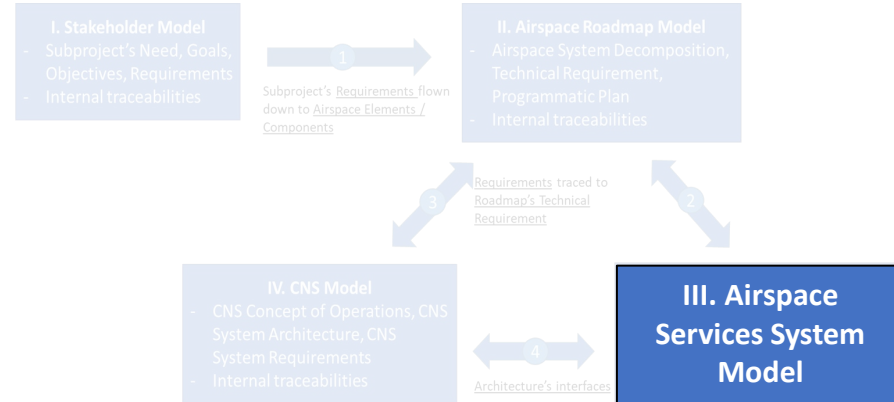 I. Stakeholder Model
- Subproject's Need, Goals,
Objectives, Requirements
- Internal traceabilities
1
Subproject's Requirements flown
down to Airspace Elements /
Components
II. Airspace Roadmap Model
- Airspace System Decomposition,
Technical Requirement,
Programmatic Plan
- Internal traceabilities
3
Requirements traced to
Roadmap's Technical
Requirement
2
IV. CNS Model
- CNS Concept of Operations, CNS
System Architecture, CNS
System Requirements
- Internal traceabilities
4
Architecture's interfaces
III. Airspace
Services System
Model